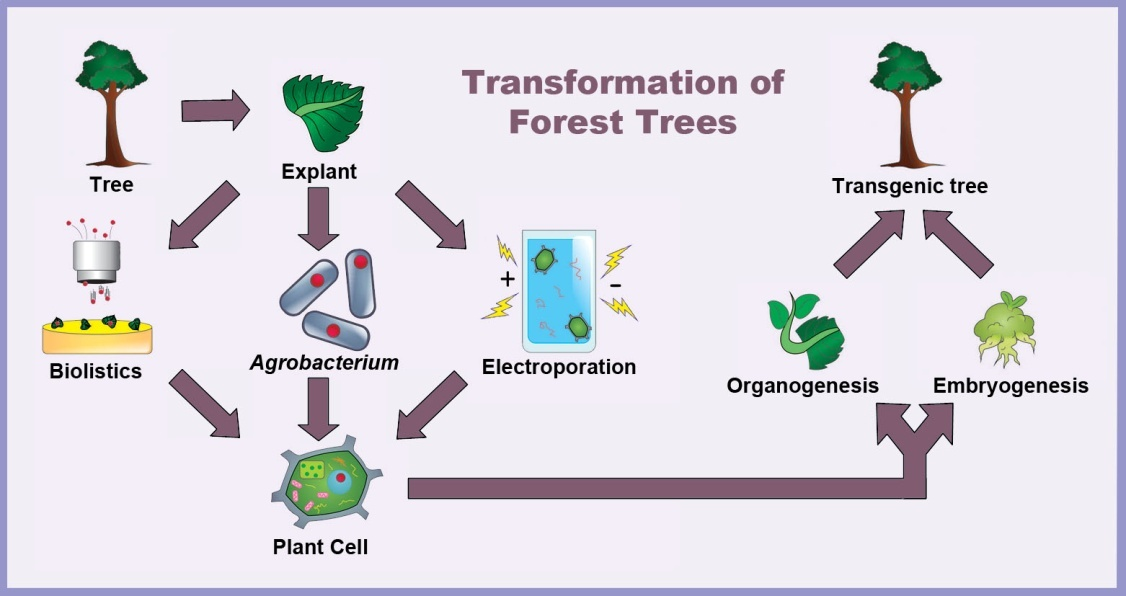 Transformation of
Forest Trees
Tree
Explant
Transgenic tree
+
-
Biolistics
Agrobacterium
Electroporation
Organogenesis
Embryogenesis
Plant Cell